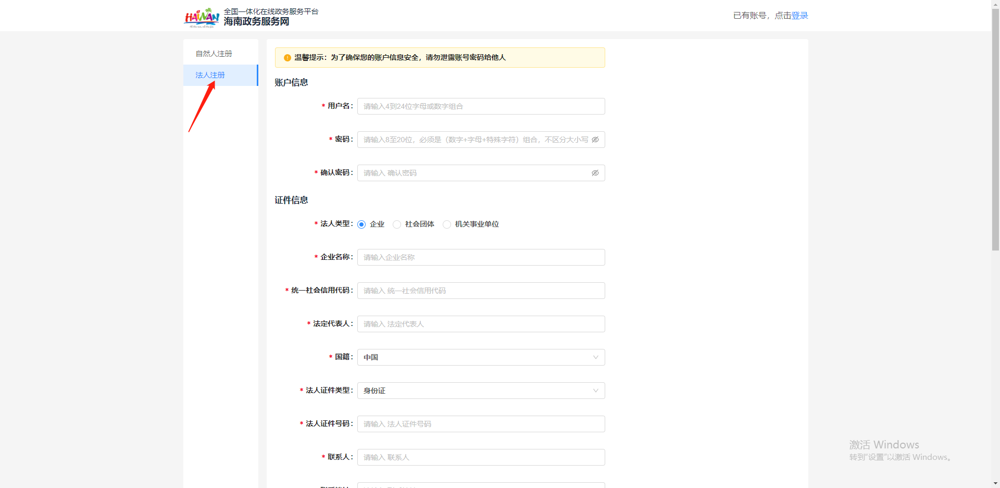 HAiNAN
全国一体化在线政务服务平台
海南政务服务网
已有账号，点击登录
自然人注册
法人注册
温馨提示：为了确保您的账户信息安全，请勿泄露账号密码给他人
账户信息
* 用户名： 请输入4到24位字母或数字组合
* 密码： 请输入8至20位，必须是（数字+字母+特殊字符）组合，不区分大小写
* 确认密码： 请输入 确认密码
证件信息
* 法人类型： 企业 社会团体 机关事业单位
* 企业名称： 请输入企业名称
* 统一社会信用代码： 请输入 统一社会信用代码
* 法定代表人： 请输入 法定代表人
* 国籍： 中国
* 法人证件类型： 身份证
* 法人证件号码： 请输入 法人证件号码
* 联系人： 请输入 联系人
激活 Windows
转到"设置"以激活 Windows。